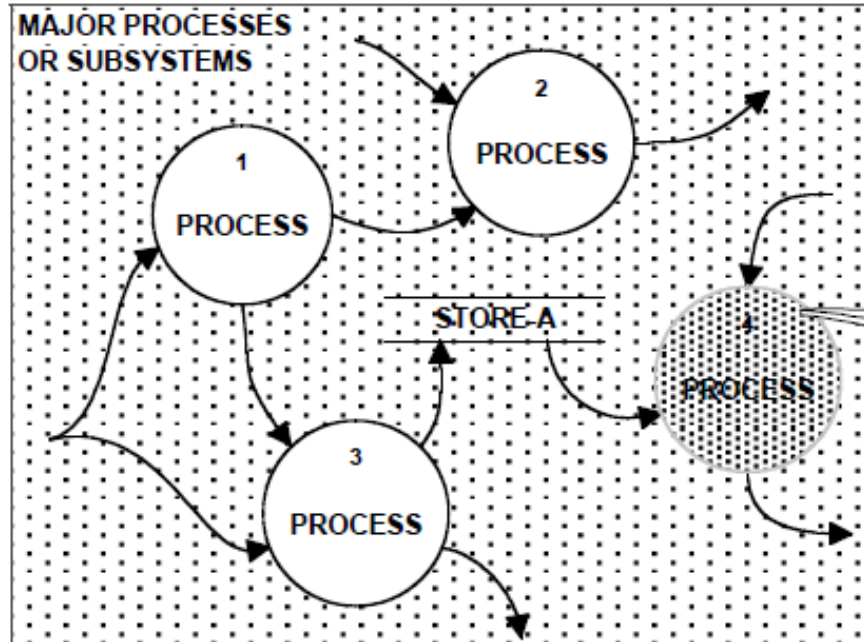 MAJOR PROCESSES
OR SUBSYSTEMS
2
PROCESS
1
PROCESS
STORE-A
4
PROCESS
3
PROCESS